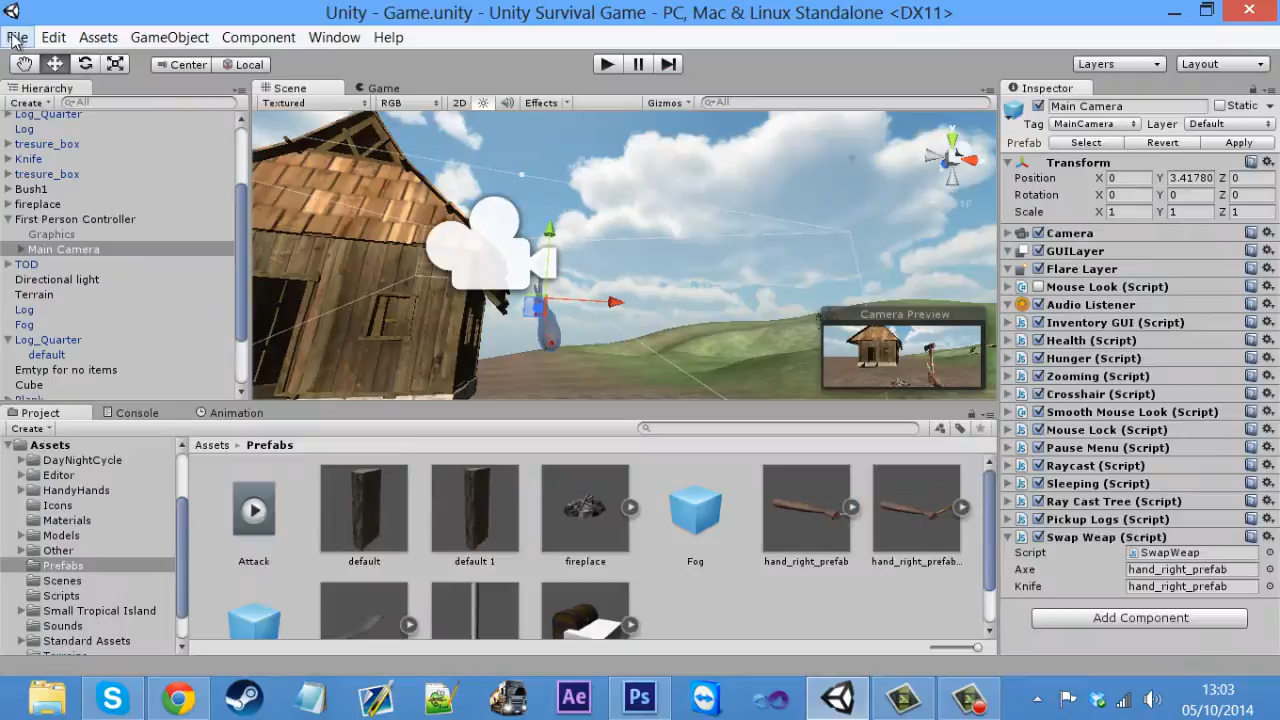 Unity - Game.unity - Unity Survival Game - PC, Mac & Linux Standalone <DX11>
File Edit Assets GameObject Component Window Help
Center Local Layers Layout
Hierarchy
Create All
Log_Quarter
Log
tresure_box
Knife
tresure_box
Bush1
fireplace
First Person Controller
Graphics
Main Camera
TOD
Directional light
Terrain
Log
Fog
Log_Quarter
default
Emtyp for no items
Cube
Plank
Scene Game
Textured RGB 2D Effects Gizmos All
Camera Preview
Inspector
Main Camera Static
Tag MainCamera Layer Default
Prefab Select Revert Apply
Transform
Position X 0 Y 3.41780 Z 0
Rotation X 0 Y 0 Z 0
Scale X 1 Y 1 Z 1
Camera
GUILayer
Flare Layer
Mouse Look (Script)
Audio Listener
Inventory GUI (Script)
Health (Script)
Hunger (Script)
Zooming (Script)
Crosshair (Script)
Smooth Mouse Look (Script)
Mouse Lock (Script)
Pause Menu (Script)
Raycast (Script)
Sleeping (Script)
Ray Cast Tree (Script)
Pickup Logs (Script)
Swap Weap (Script)
Script SwapWeap
Axe hand_right_prefab
Knife hand_right_prefab
Add Component
Project Console Animation
Create
Assets
DayNightCycle
Editor
HandyHands
Icons
Materials
Models
Other
Prefabs
Scenes
Scripts
Small Tropical Island
Sounds
Standard Assets
Assets Prefabs
Attack default default 1 fireplace Fog hand_right_prefab hand_right_prefab...
13:03
05/10/2014